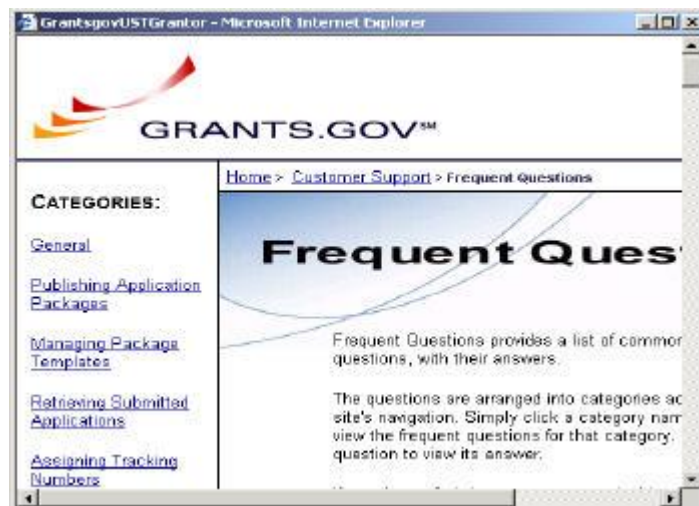 GrantsgovUSTGrantor - Microsoft Internet Explorer
GRANTS.GOV℠
Home > Customer Support > Frequent Questions
CATEGORIES:
General
Publishing Application
Packages
Managing Package
Templates
Retrieving Submitted
Applications
Assigning Tracking
Numbers
Frequent Ques
Frequent Questions provides a list of common
questions, with their answers.
The questions are arranged into categories ac
site's navigation. Simply click a category nam
view the frequent questions for that category.
question to view its answer.